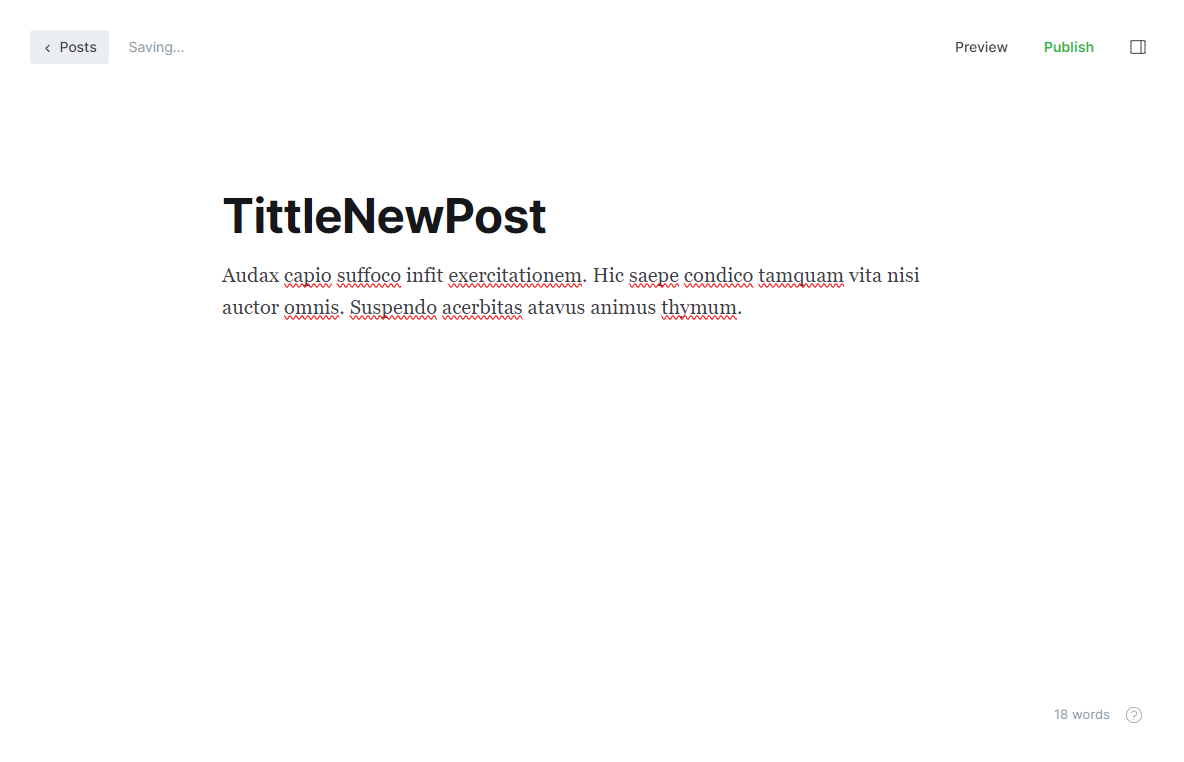 Posts
Saving...
Preview
Publish
TittleNewPost
Audax capio suffoco infit exercitationem. Hic saepe condico tamquam vita nisi
auctor omnis. Suspendo acerbitas atavus animus thymum.
18 words
?